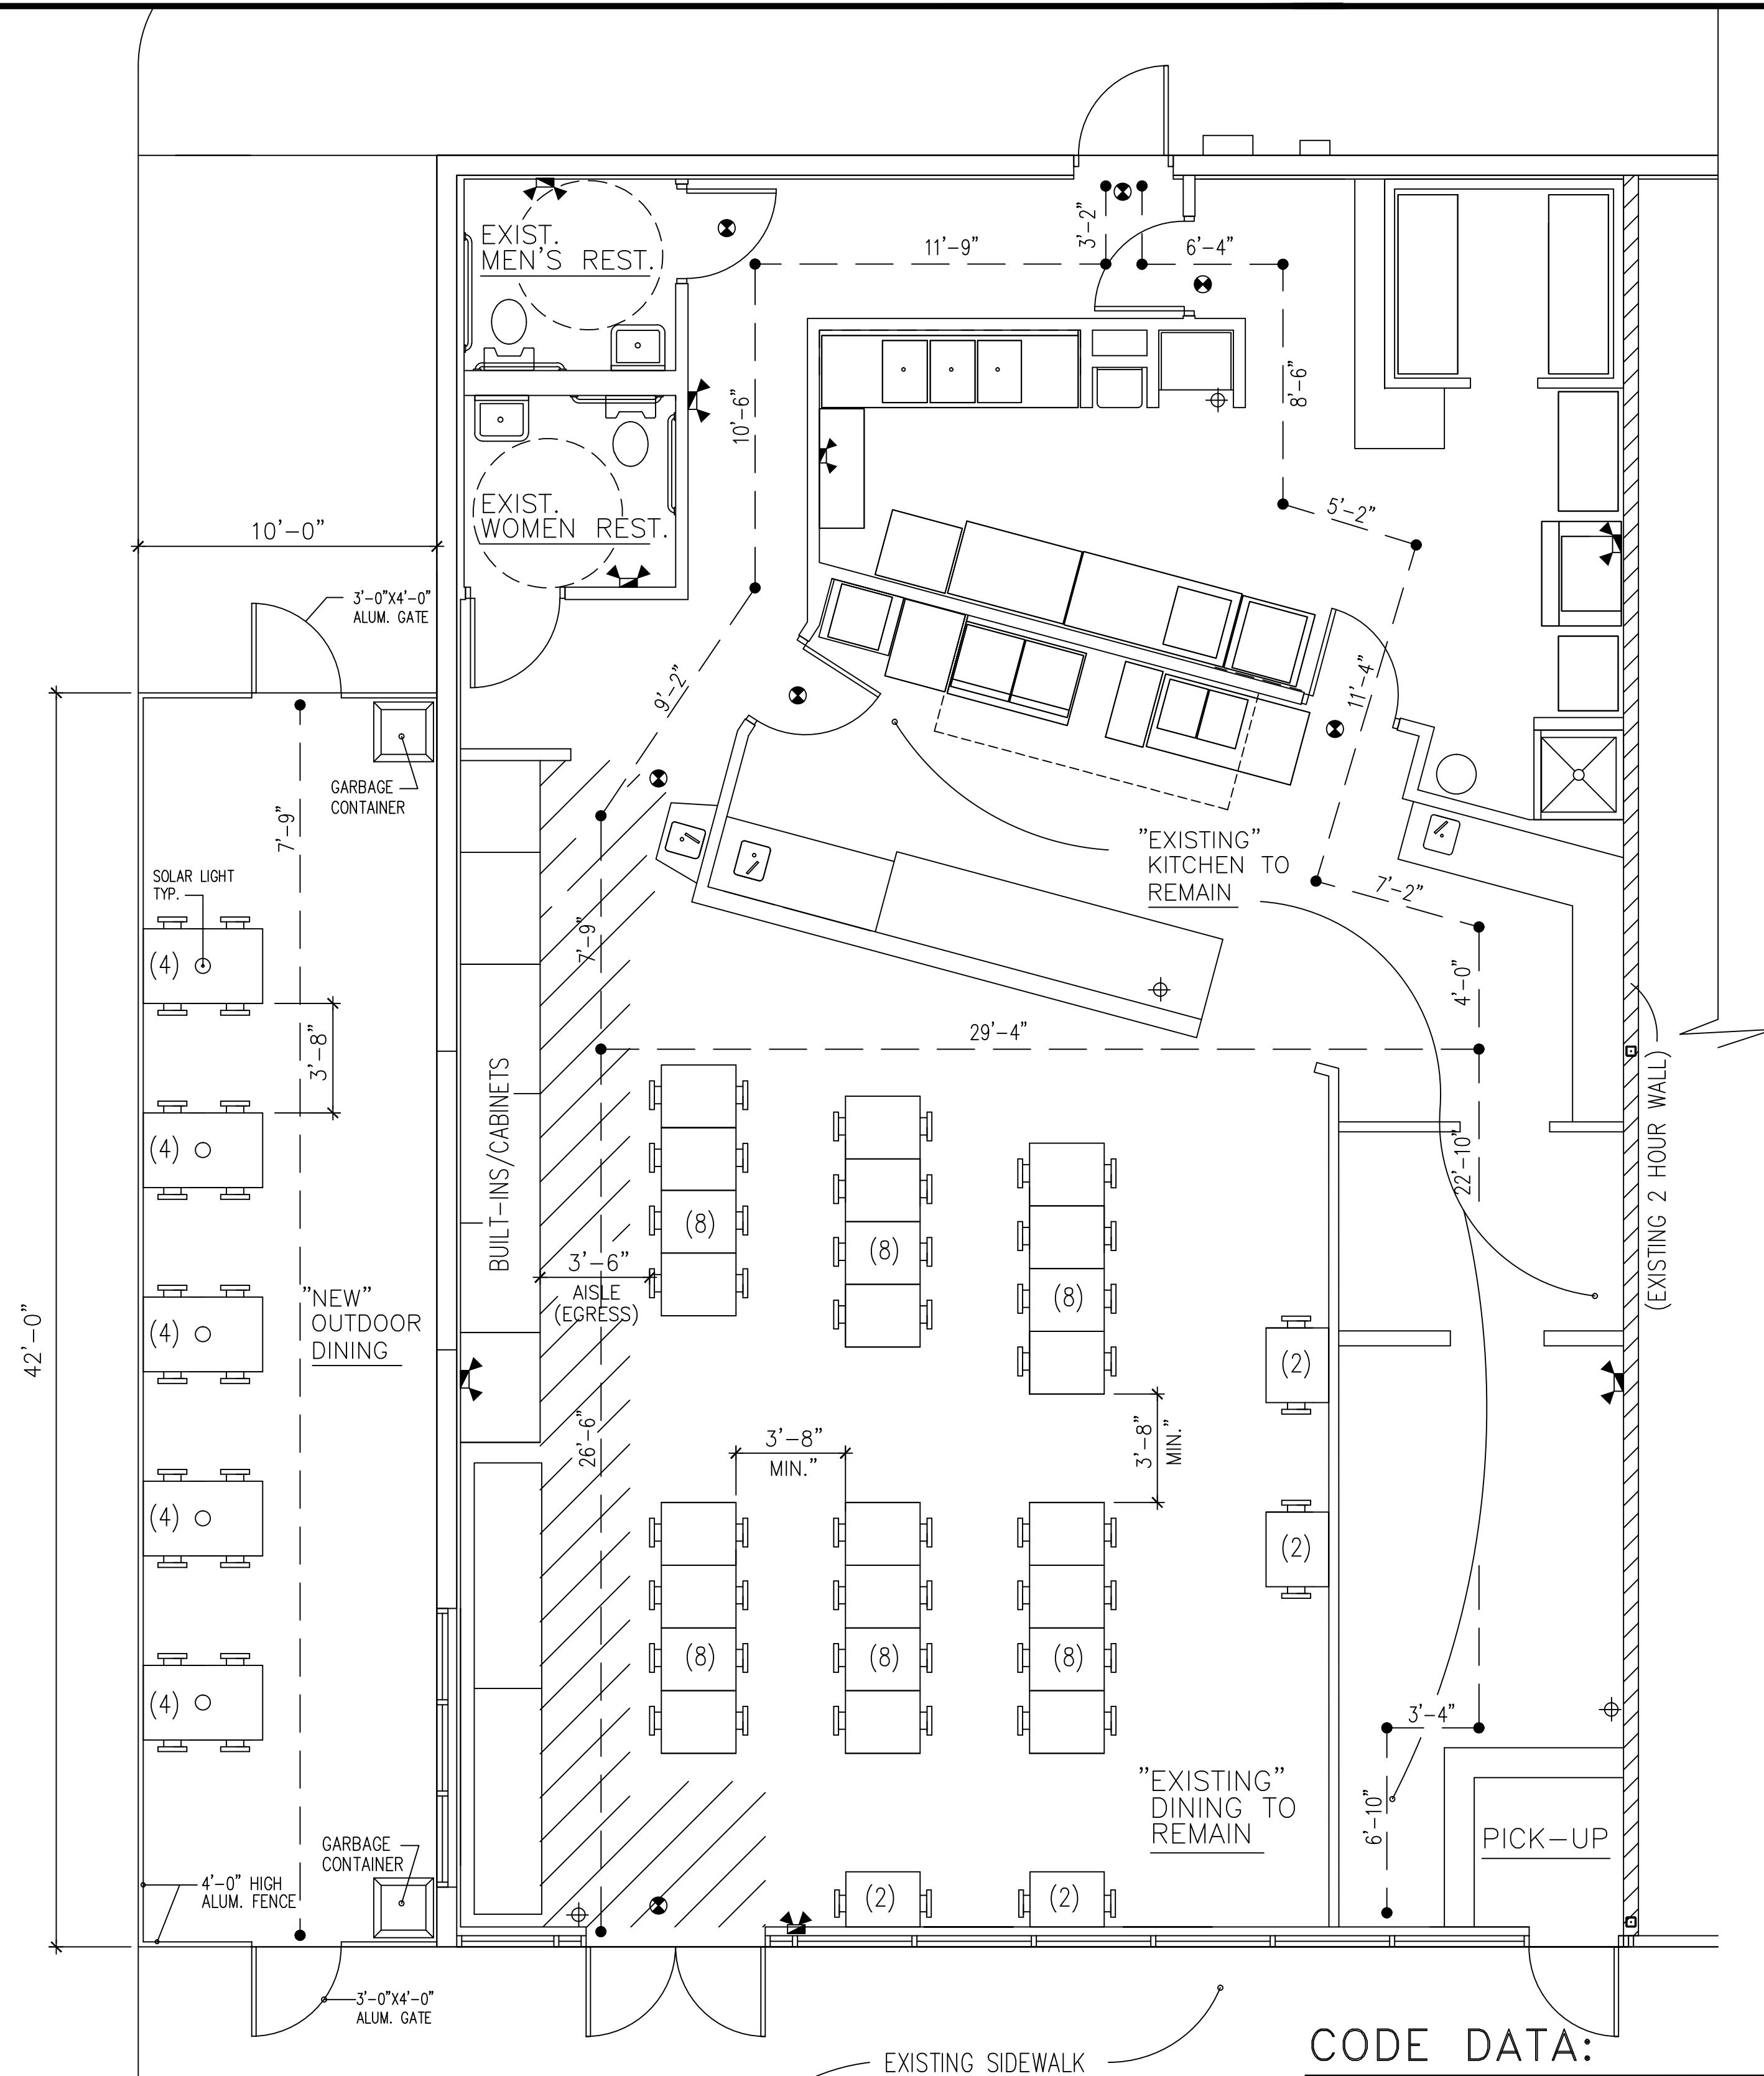 3'-2"
11'-9"
6'-4"
EXIST.
MEN'S REST.
8'-6"
10'-6"
EXIST.
WOMEN REST.
5'-2"
10'-0"
3'-0"X4'-0"
ALUM. GATE
9'-2"
11'-4"
GARBAGE
CONTAINER
7'-9"
"EXISTING"
KITCHEN TO
REMAIN
SOLAR LIGHT
TYP.
7'-2"
7'-9"
(4)
4'-0"
29'-4"
3'-8"
BUILT-INS/CABINETS
(EXISTING 2 HOUR WALL)
(4)
22'-10"
(8)
(8)
3'-6"
AISLE
(EGRESS)
(8)
"NEW"
OUTDOOR
DINING
(4)
42'-0"
(2)
26'-6"
3'-8"
MIN."
3'-8"
MIN."
(4)
(2)
(8)
(8)
(8)
(4)
3'-4"
"EXISTING"
DINING TO
REMAIN
6'-10"
PICK-UP
GARBAGE
CONTAINER
4'-0" HIGH
ALUM. FENCE
(2)
(2)
3'-0"X4'-0"
ALUM. GATE
CODE DATA:
EXISTING SIDEWALK